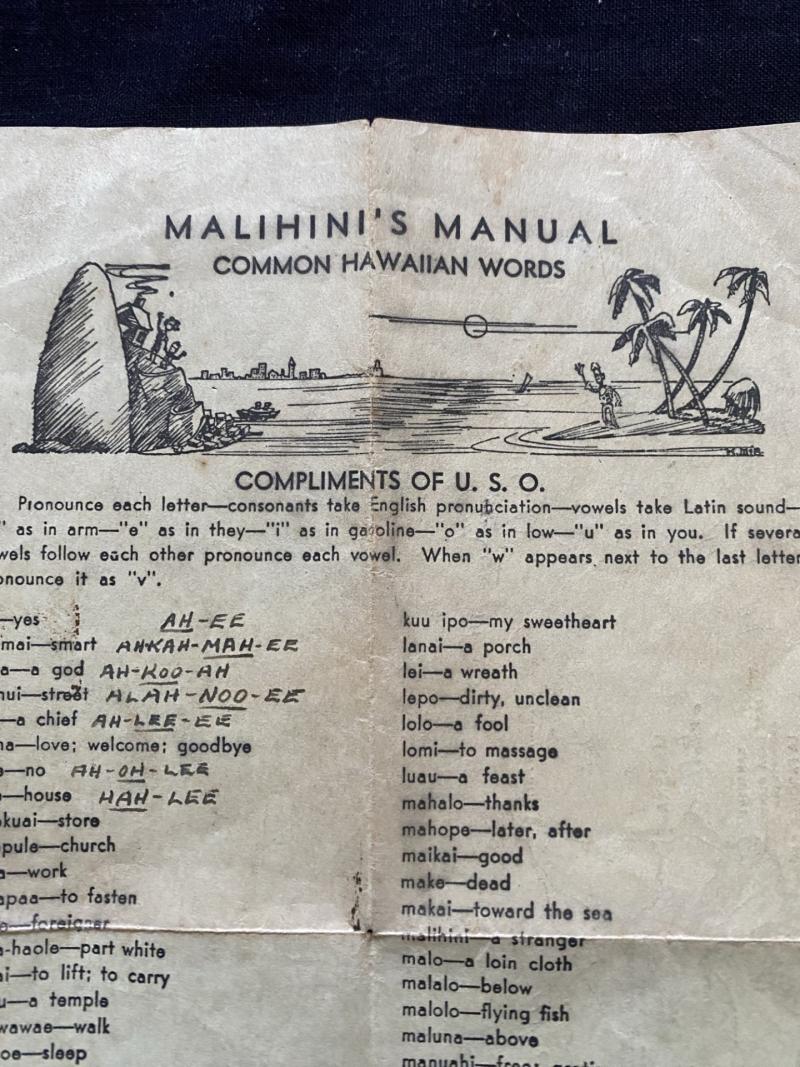 MALIHINI'S MANUAL
COMMON HAWAIIAN WORDS
COMPLIMENTS OF U. S. O.
Pronounce each letter—consonants take English pronunciation—vowels take Latin sound—
" as in arm—"e" as in they—"i" as in gasoline—"o" as in low—"u" as in you. If severa
wels follow each other pronounce each vowel. When "w" appears next to the last letter
onounce it as "v".
—yes AH-EE
mai—smart AHKAH-MAH-EE
a—a god AH-KOO-AH
nui—street ALAH-NOO-EE
—a chief AH-LEE-EE
ha—love; welcome; goodbye
e—no AH-OH-LEE
e—house HAH-LEE
kuai—store
pule—church
a—work
apaa—to fasten
e—foreigner
a-haole—part white
ai—to lift; to carry
u—a temple
wawae—walk
oe—sleep
kuu ipo—my sweetheart
lanai—a porch
lei—a wreath
lepo—dirty, unclean
lolo—a fool
lomi—to massage
luau—a feast
mahalo—thanks
mahope—later, after
maikai—good
make—dead
makai—toward the sea
malihini—a stranger
malo—a loin cloth
malalo—below
malolo—flying fish
maluna—above
manuahi—free;